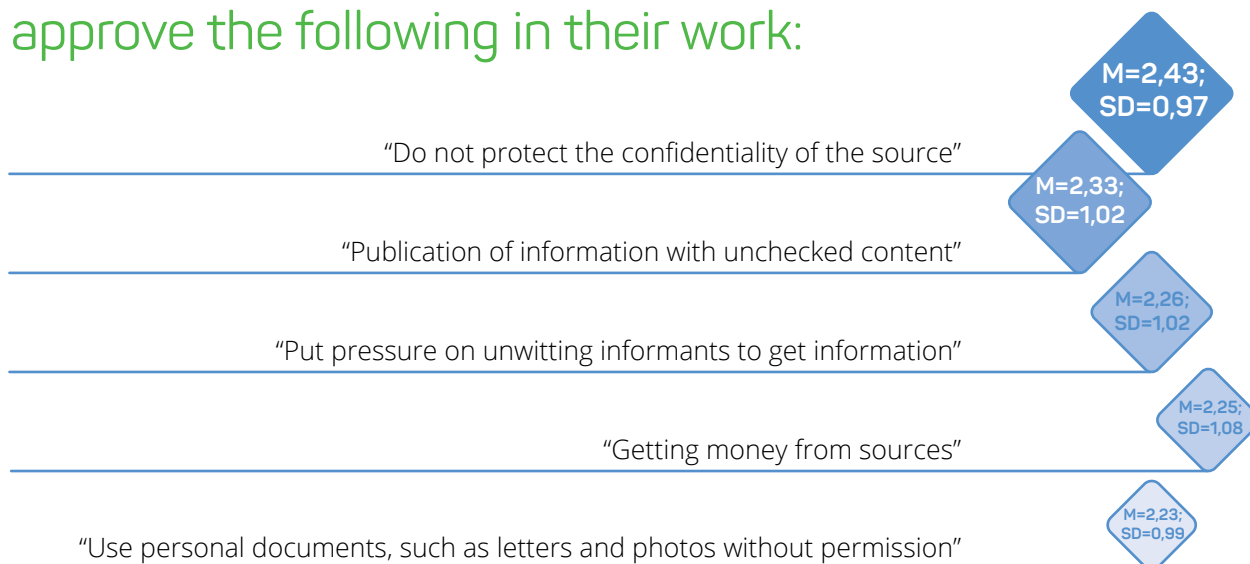 approve the following in their work:
M=2,43;
SD=0,97
“Do not protect the confidentiality of the source”
M=2,33;
SD=1,02
“Publication of information with unchecked content”
M=2,26;
SD=1,02
“Put pressure on unwitting informants to get information”
M=2,25;
SD=1,08
“Getting money from sources”
M=2,23;
SD=0,99
“Use personal documents, such as letters and photos without permission”